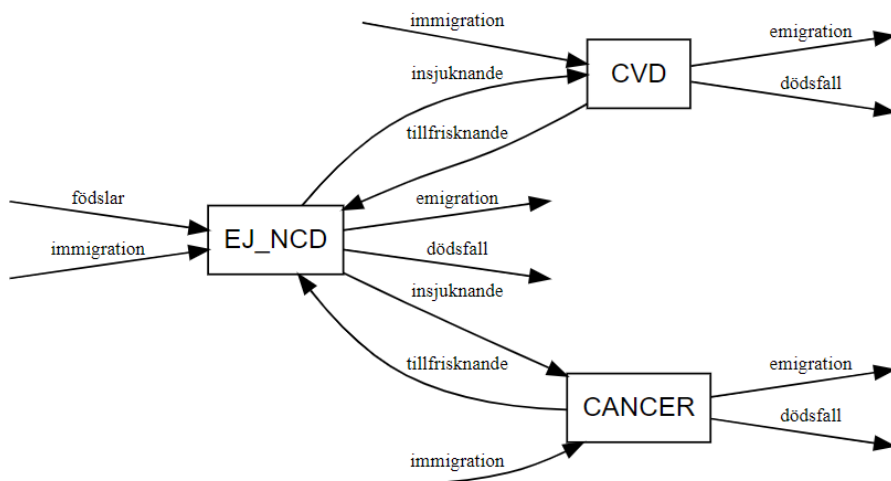 immigration
emigration
CVD
insjuknande
dödsfall
tillfrisknande
födslar
emigration
EJ_NCD
immigration
dödsfall
insjuknande
tillfrisknande
emigration
CANCER
dödsfall
immigration